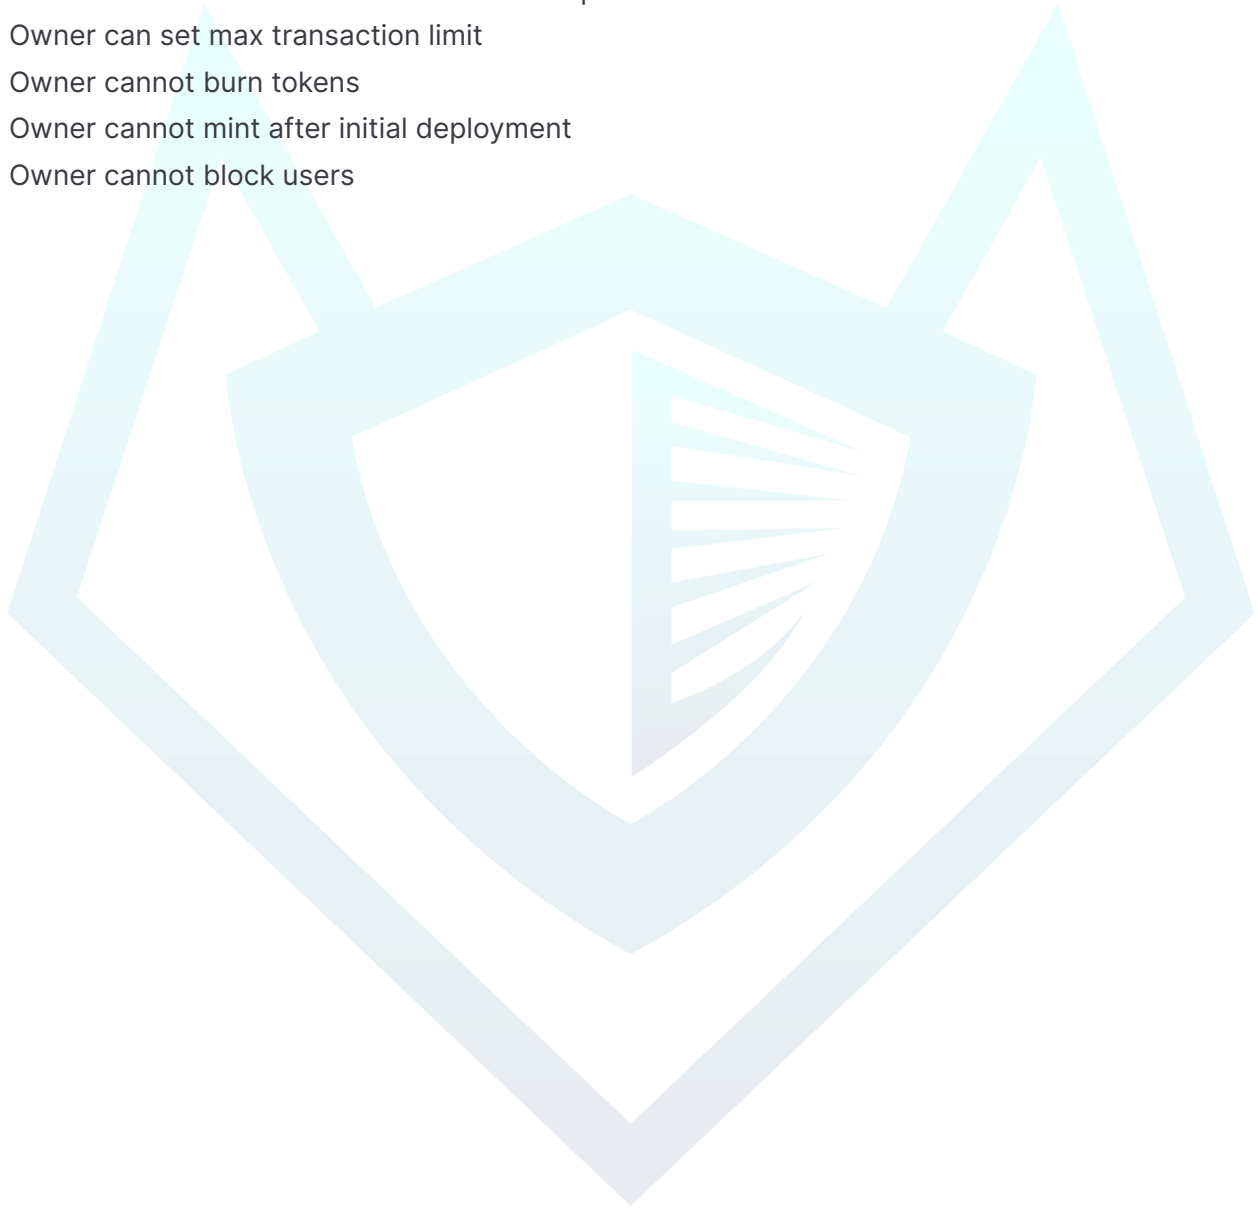 Owner can set max transaction limit
Owner cannot burn tokens
Owner cannot mint after initial deployment
Owner cannot block users